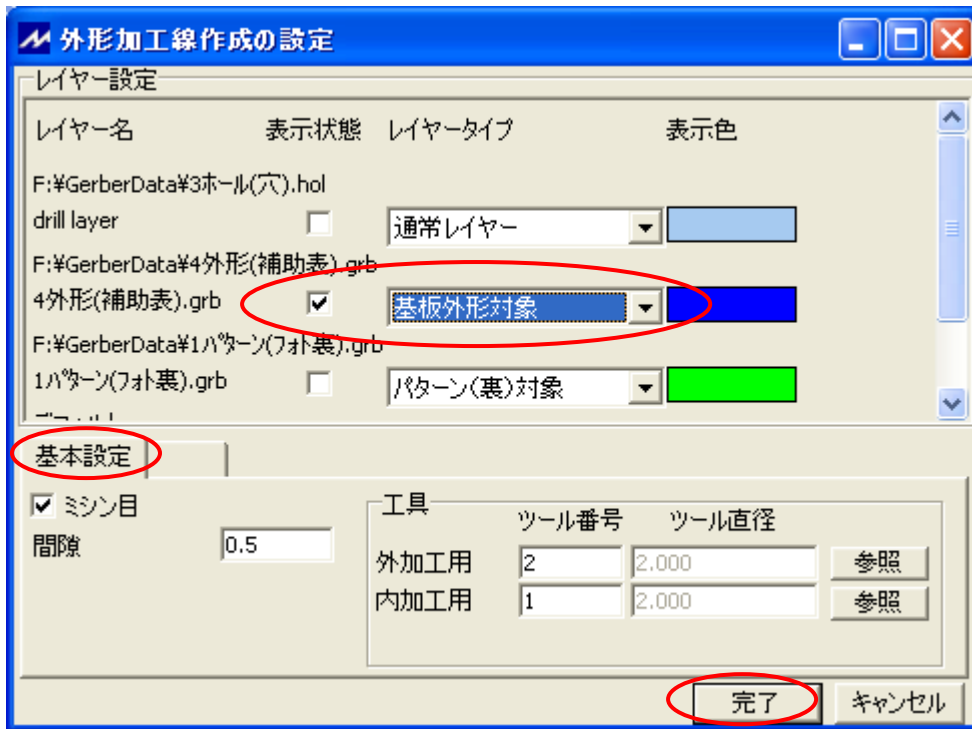 外形加工線作成の設定
レイヤー設定
レイヤー名 表示状態 レイヤータイプ 表示色
F:¥GerberData¥3ホール(穴).hol
drill layer 通常レイヤー
F:¥GerberData¥4外形(補助表).grb
4外形(補助表).grb 基板外形対象
F:¥GerberData¥1パターン(フォト裏).grb
1パターン(フォト裏).grb パターン(裏)対象
基本設定
ミシン目
間隙 0.5
工具
ツール番号 ツール直径
外加工用 2 2.000 参照
内加工用 1 2.000 参照
完了 キャンセル